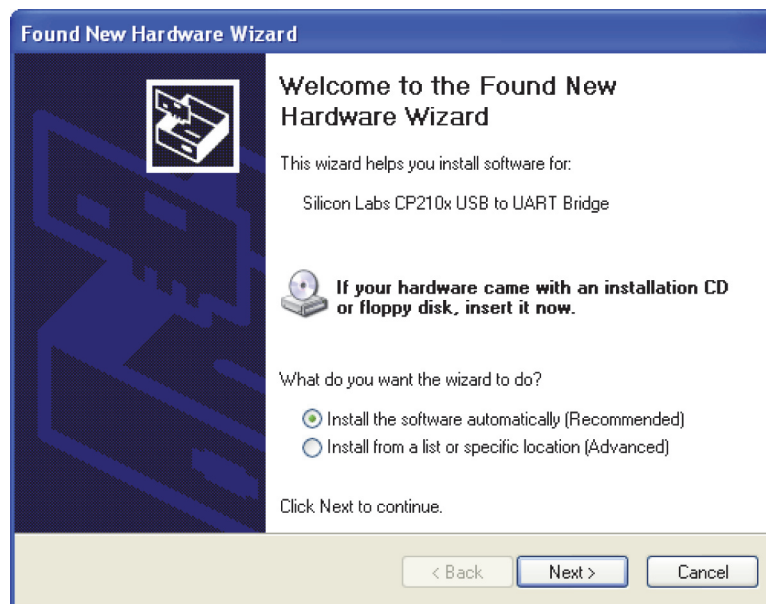 Found New Hardware Wizard
Welcome to the Found New
Hardware Wizard
This wizard helps you install software for:
Silicon Labs CP210x USB to UART Bridge
If your hardware came with an installation CD
or floppy disk, insert it now.
What do you want the wizard to do?
Install the software automatically (Recommended)
Install from a list or specific location (Advanced)
Click Next to continue.
< Back Next > Cancel